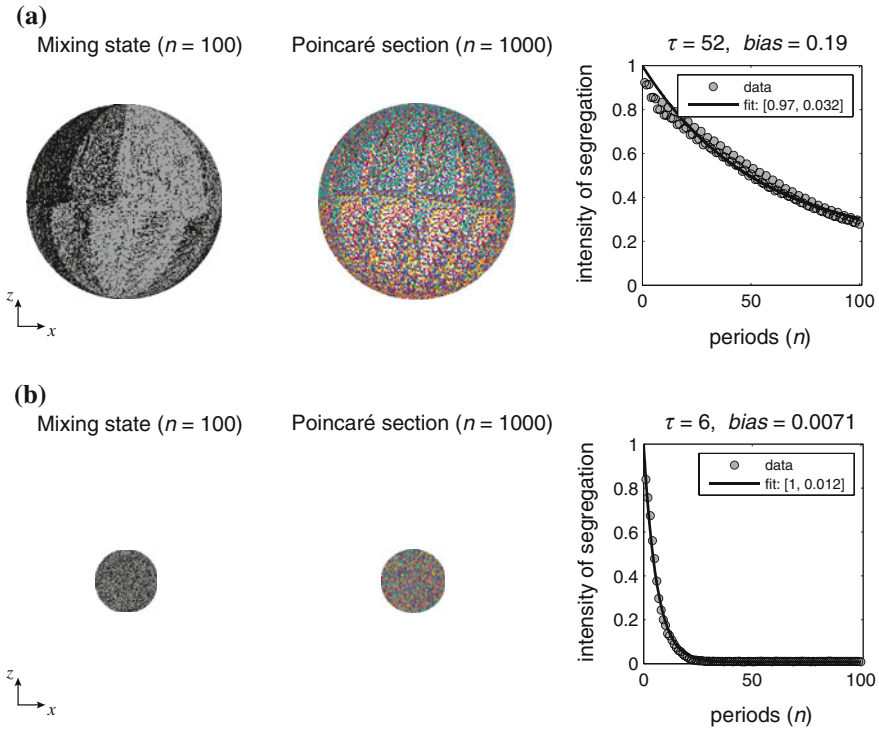 (a)
Mixing state (n = 100)
Poincaré section (n = 1000)
τ = 52, bias = 0.19
1
0.8
0.6
0.4
0.2
0
intensity of segregation
data
fit: [0.97, 0.032]
0
50
100
periods (n)
z
x
(b)
Mixing state (n = 100)
Poincaré section (n = 1000)
τ = 6, bias = 0.0071
1
0.8
0.6
0.4
0.2
0
intensity of segregation
data
fit: [1, 0.012]
0
50
100
periods (n)
z
x